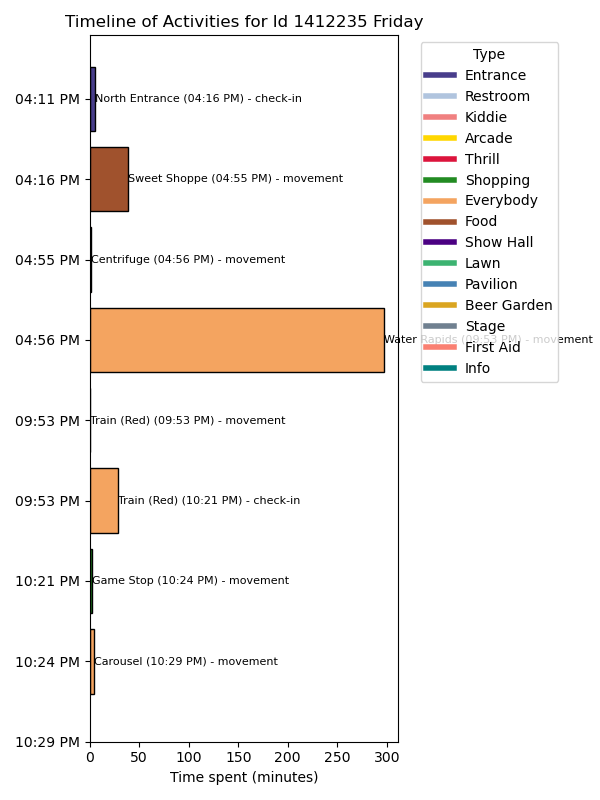 Timeline of Activities for Id 1412235 Friday
04:11 PM
North Entrance (04:16 PM) - check-in
04:16 PM
Sweet Shoppe (04:55 PM) - movement
04:55 PM
Centrifuge (04:56 PM) - movement
04:56 PM
Water Rapids (09:53 PM) - movement
09:53 PM
Train (Red) (09:53 PM) - movement
09:53 PM
Train (Red) (10:21 PM) - check-in
10:21 PM
Game Stop (10:24 PM) - movement
10:24 PM
Carousel (10:29 PM) - movement
10:29 PM
0 50 100 150 200 250 300
Time spent (minutes)
Type
Entrance
Restroom
Kiddie
Arcade
Thrill
Shopping
Everybody
Food
Show Hall
Lawn
Pavilion
Beer Garden
Stage
First Aid
Info